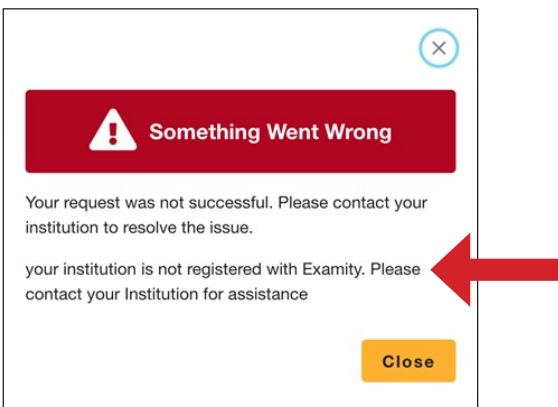 Something Went Wrong
Your request was not successful. Please contact your
institution to resolve the issue.
your institution is not registered with Examity. Please
contact your Institution for assistance
Close